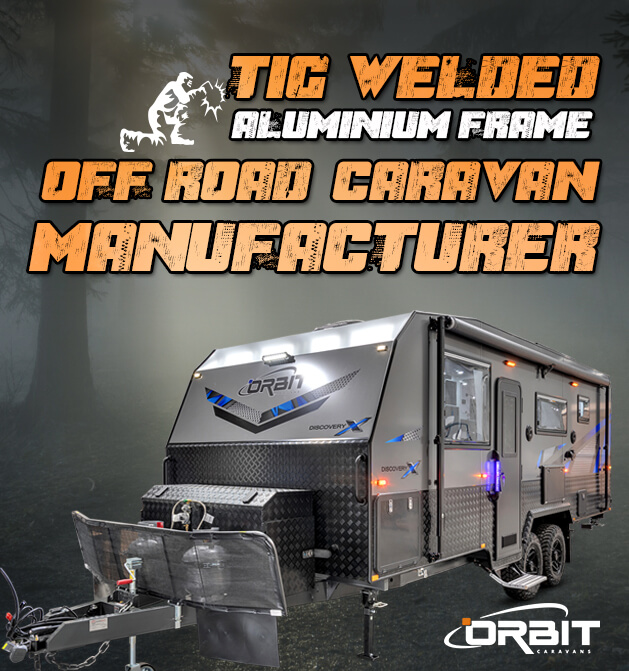 TIG WELDED
ALUMINIUM FRAME
OFF ROAD CARAVAN
MANUFACTURER
ORBIT
DISCOVERY X
DISCOVERY X
ORBIT
CARAVANS